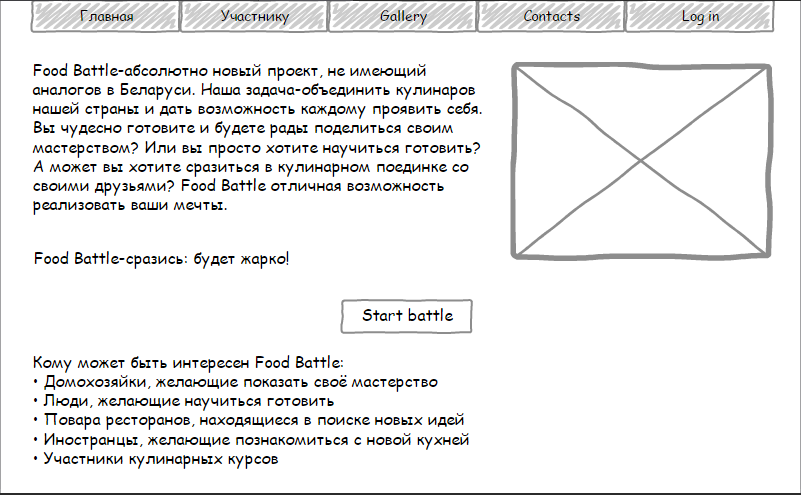 Главная
Участнику
Gallery
Contacts
Log in
Food Battle-абсолютно новый проект, не имеющий
аналогов в Беларуси. Наша задача-объединить кулинаров
нашей страны и дать возможность каждому проявить себя.
Вы чудесно готовите и будете рады поделиться своим
мастерством? Или вы просто хотите научиться готовить?
А может вы хотите сразиться в кулинарном поединке со
своими друзьями? Food Battle отличная возможность
реализовать ваши мечты.
Food Battle-сразись: будет жарко!
Start battle
Кому может быть интересен Food Battle:
• Домохозяйки, желающие показать своё мастерство
• Люди, желающие научиться готовить
• Повара ресторанов, находящиеся в поиске новых идей
• Иностранцы, желающие познакомиться с новой кухней
• Участники кулинарных курсов